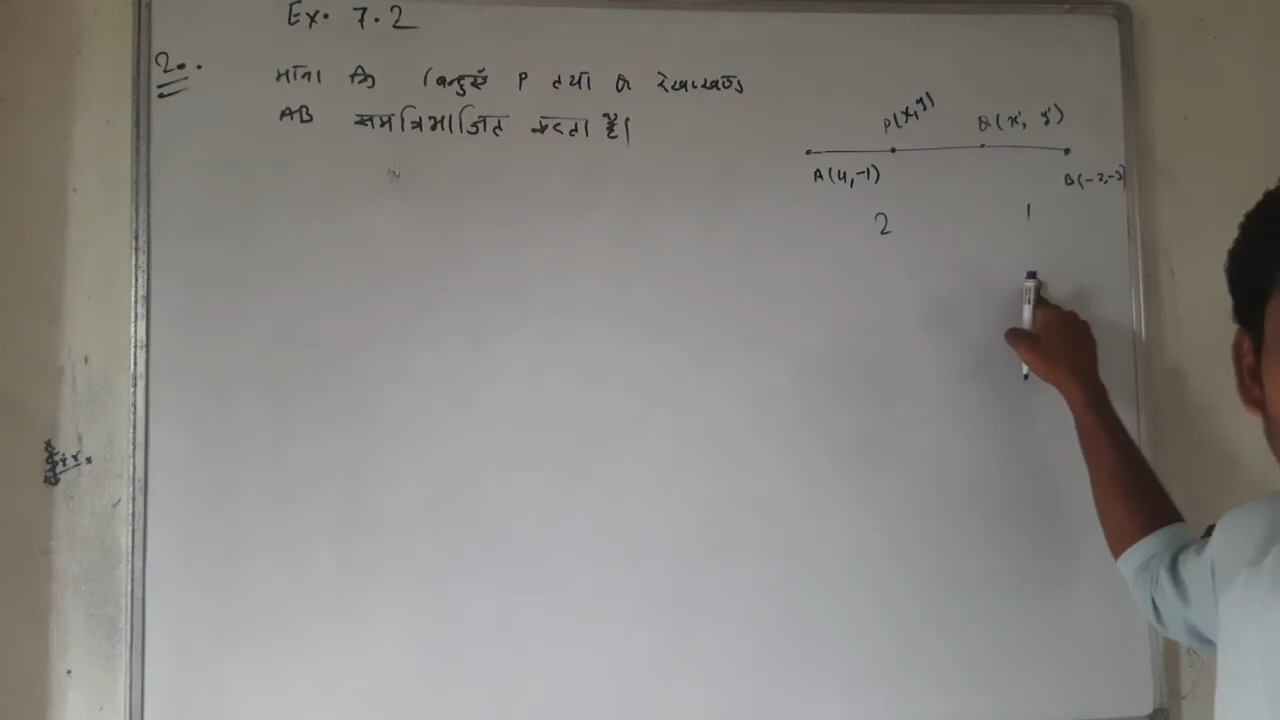 Ex. 7.2
2.
माना कि बिन्दुएँ P तथा Q रेखाखण्ड
AB समत्रिभाजित करता है।
P(x,y) Q(x', y')
A(4,-1) B(-2,-3)
2 1